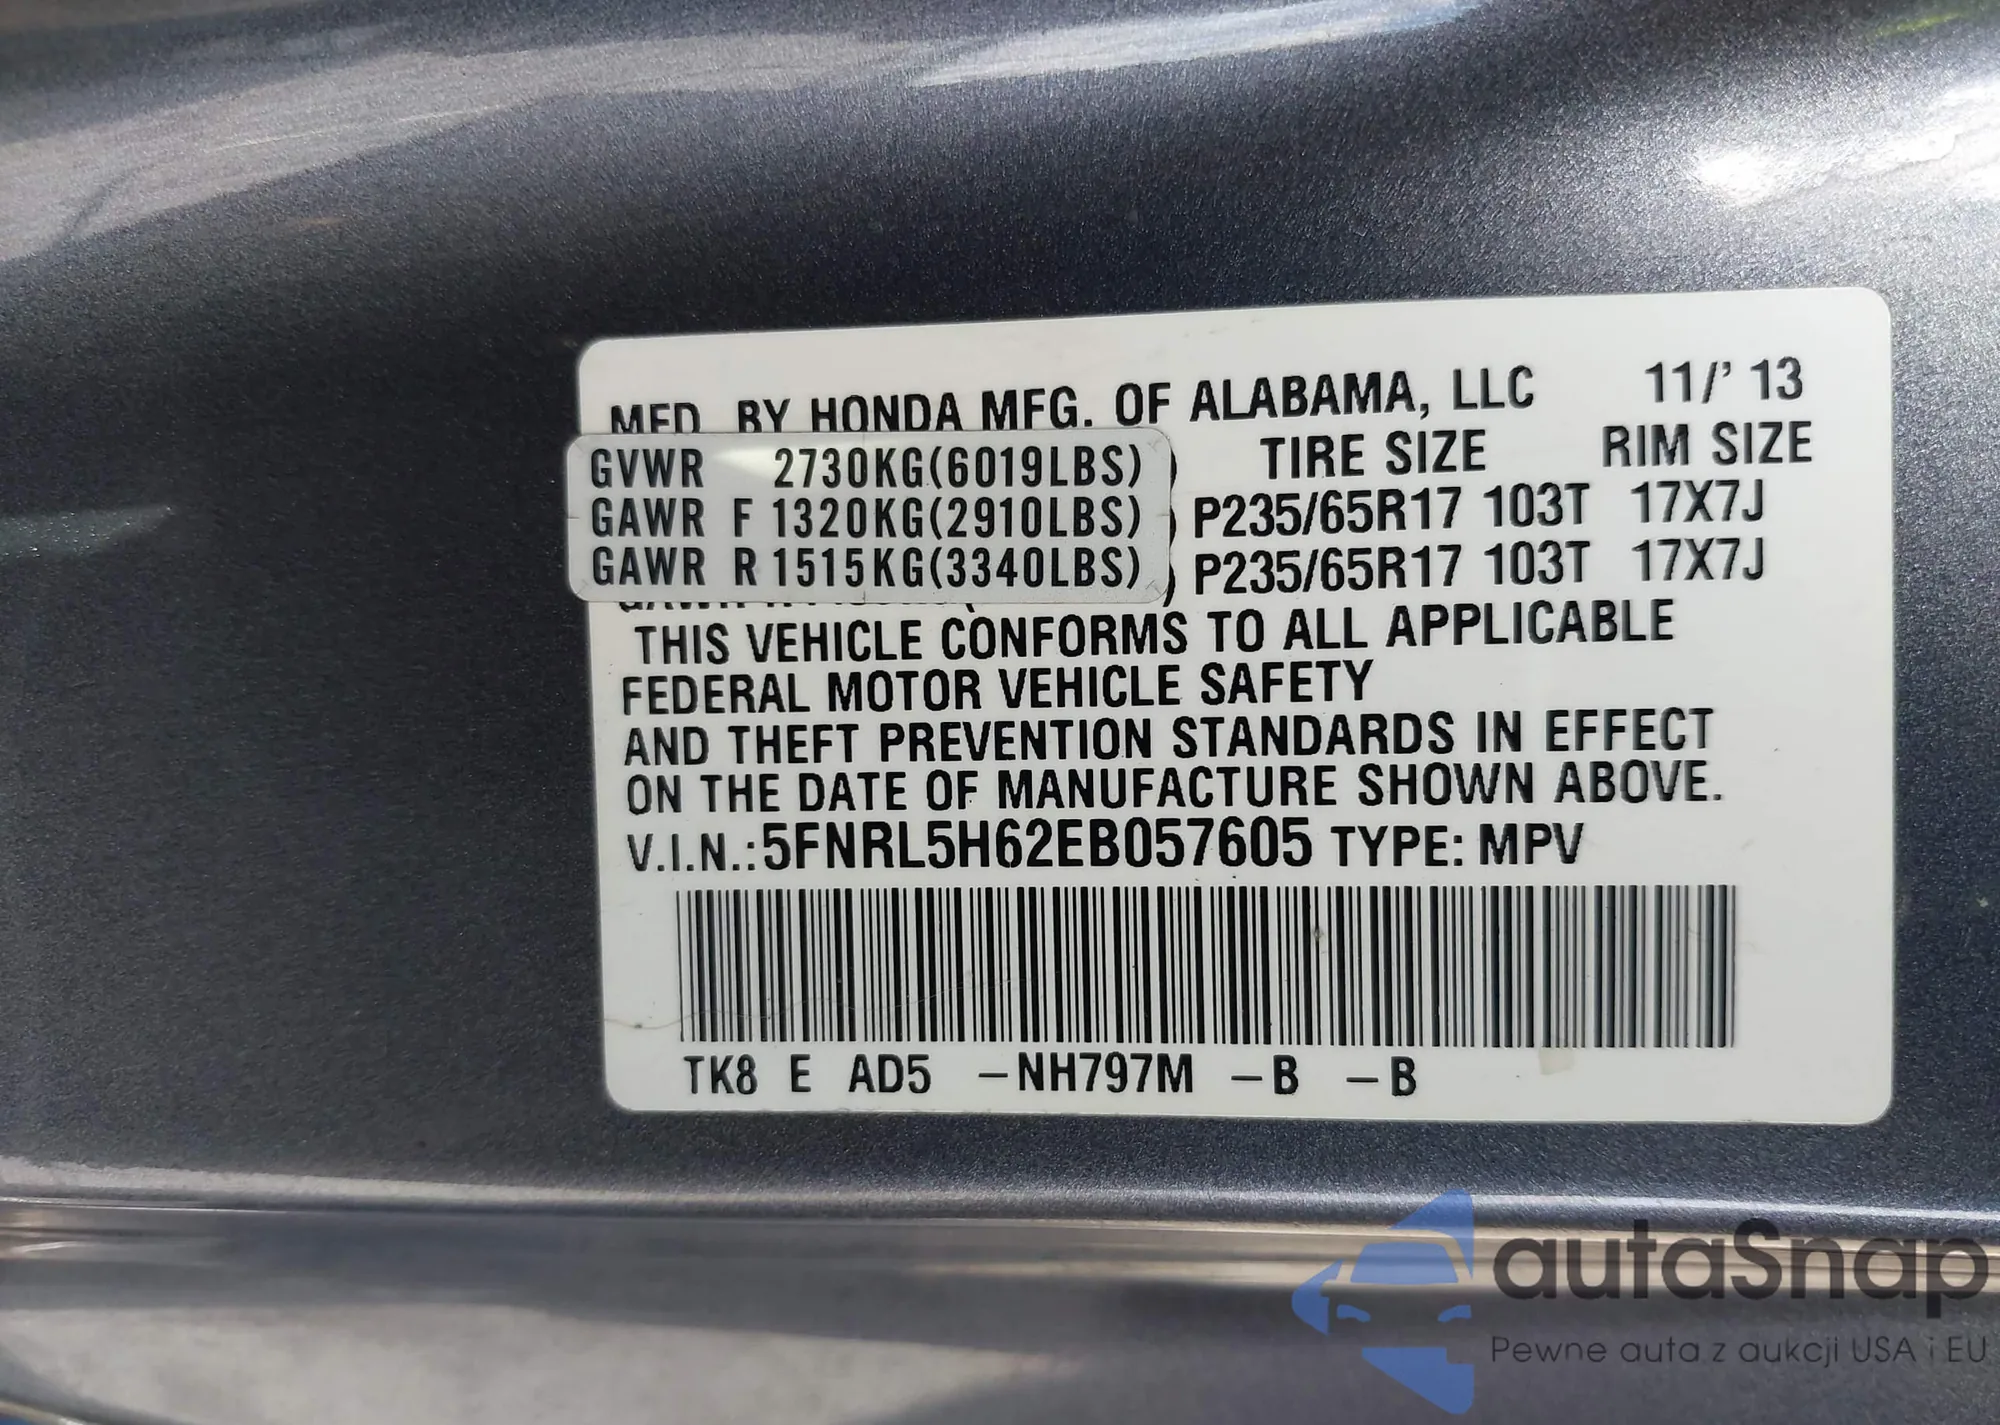 MFD. BY HONDA MFG. OF ALABAMA, LLC 11/' 13
TIRE SIZE RIM SIZE
GVWR 2730KG(6019LBS)
GAWR F 1320KG(2910LBS) P235/65R17 103T 17X7J
GAWR R 1515KG(3340LBS) P235/65R17 103T 17X7J
THIS VEHICLE CONFORMS TO ALL APPLICABLE
FEDERAL MOTOR VEHICLE SAFETY
AND THEFT PREVENTION STANDARDS IN EFFECT
ON THE DATE OF MANUFACTURE SHOWN ABOVE.
V.I.N.:5FNRL5H62EB057605 TYPE: MPV
TK8 E AD5 -NH797M -B -B
autaSnap
Pewne auta z aukcji USA i EU